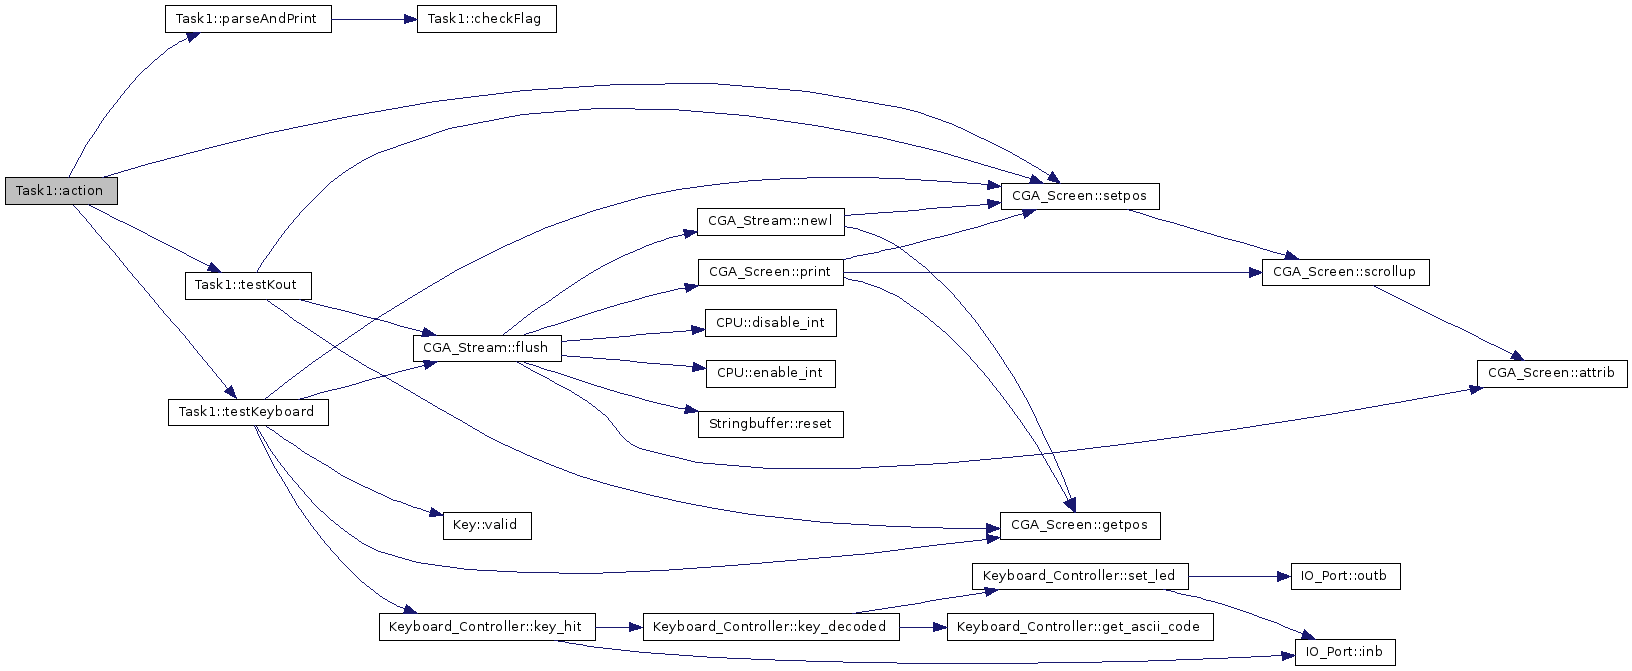 Task1::parseAndPrint
Task1::checkFlag
Task1::action
CGA_Screen::setpos
CGA_Stream::newl
CGA_Screen::print
CGA_Screen::scrollup
Task1::testKout
CPU::disable_int
CGA_Stream::flush
CPU::enable_int
CGA_Screen::attrib
Task1::testKeyboard
Stringbuffer::reset
Key::valid
CGA_Screen::getpos
Keyboard_Controller::set_led
IO_Port::outb
Keyboard_Controller::key_hit
Keyboard_Controller::key_decoded
Keyboard_Controller::get_ascii_code
IO_Port::inb